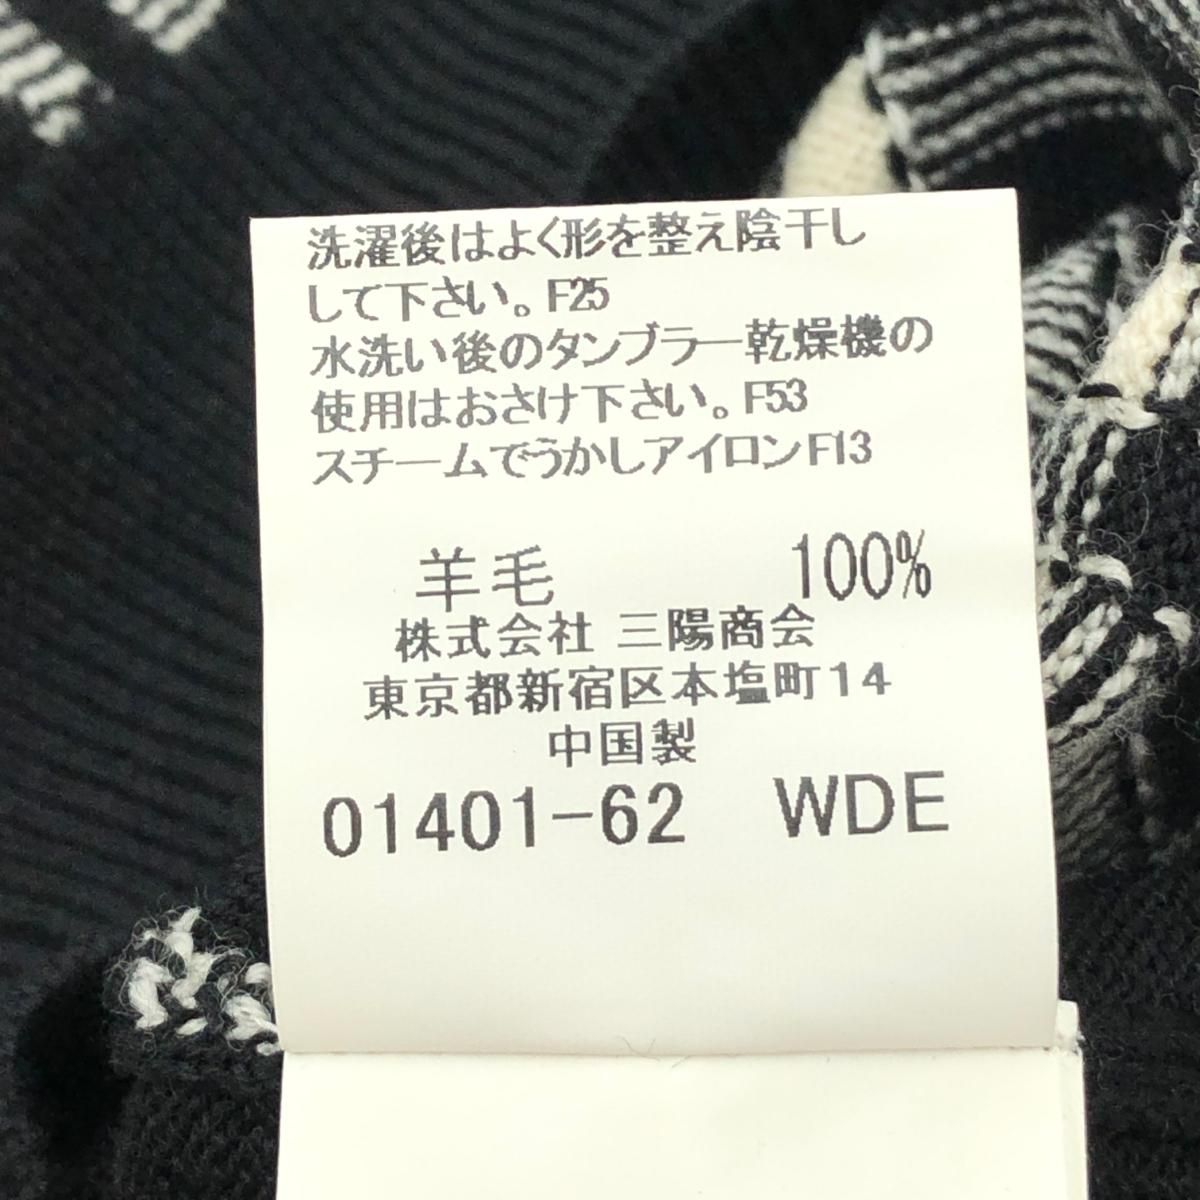 洗濯後はよく形を整え陰干し
して下さい。F25
水洗い後のタンブラー乾燥機の
使用はおさけ下さい。F53
スチームでうかしアイロンF13
羊毛 100%
株式会社 三陽商会
東京都新宿区本塩町14
中国製
01401-62 WDE